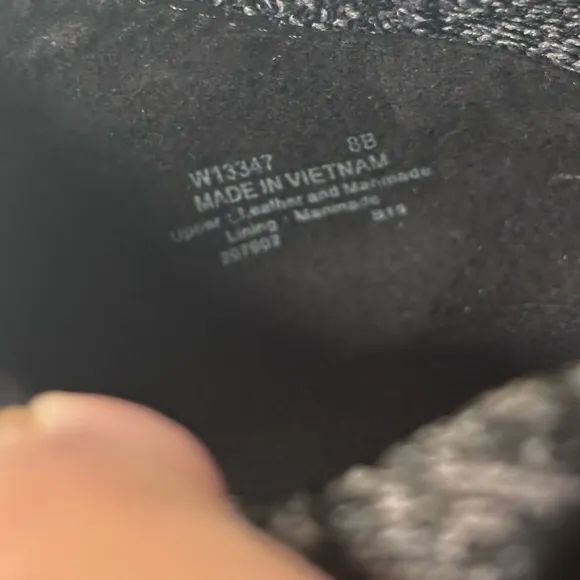 W13347 8B
MADE IN VIETNAM
Upper : Leather and Manmade
Lining : Manmade